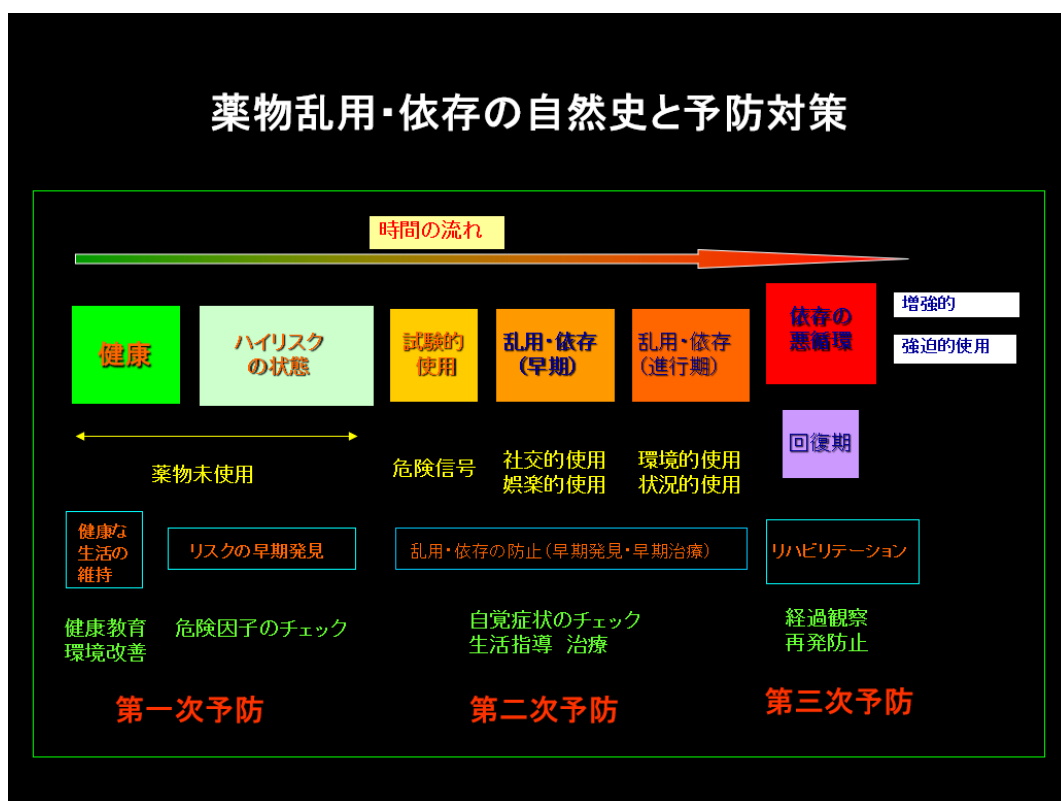 薬物乱用・依存の自然史と予防対策
時間の流れ
健康
ハイリスク
の状態
試験的
使用
乱用・依存
(早期)
乱用・依存
(進行期)
依存の
悪循環
増強的
強迫的使用
回復期
薬物未使用
危険信号
社交的使用
娯楽的使用
環境的使用
状況的使用
健康な
生活の
維持
リスクの早期発見
乱用・依存の防止(早期発見・早期治療)
リハビリテーション
健康教育
環境改善
危険因子のチェック
自覚症状のチェック
生活指導 治療
経過観察
再発防止
第一次予防
第二次予防
第三次予防